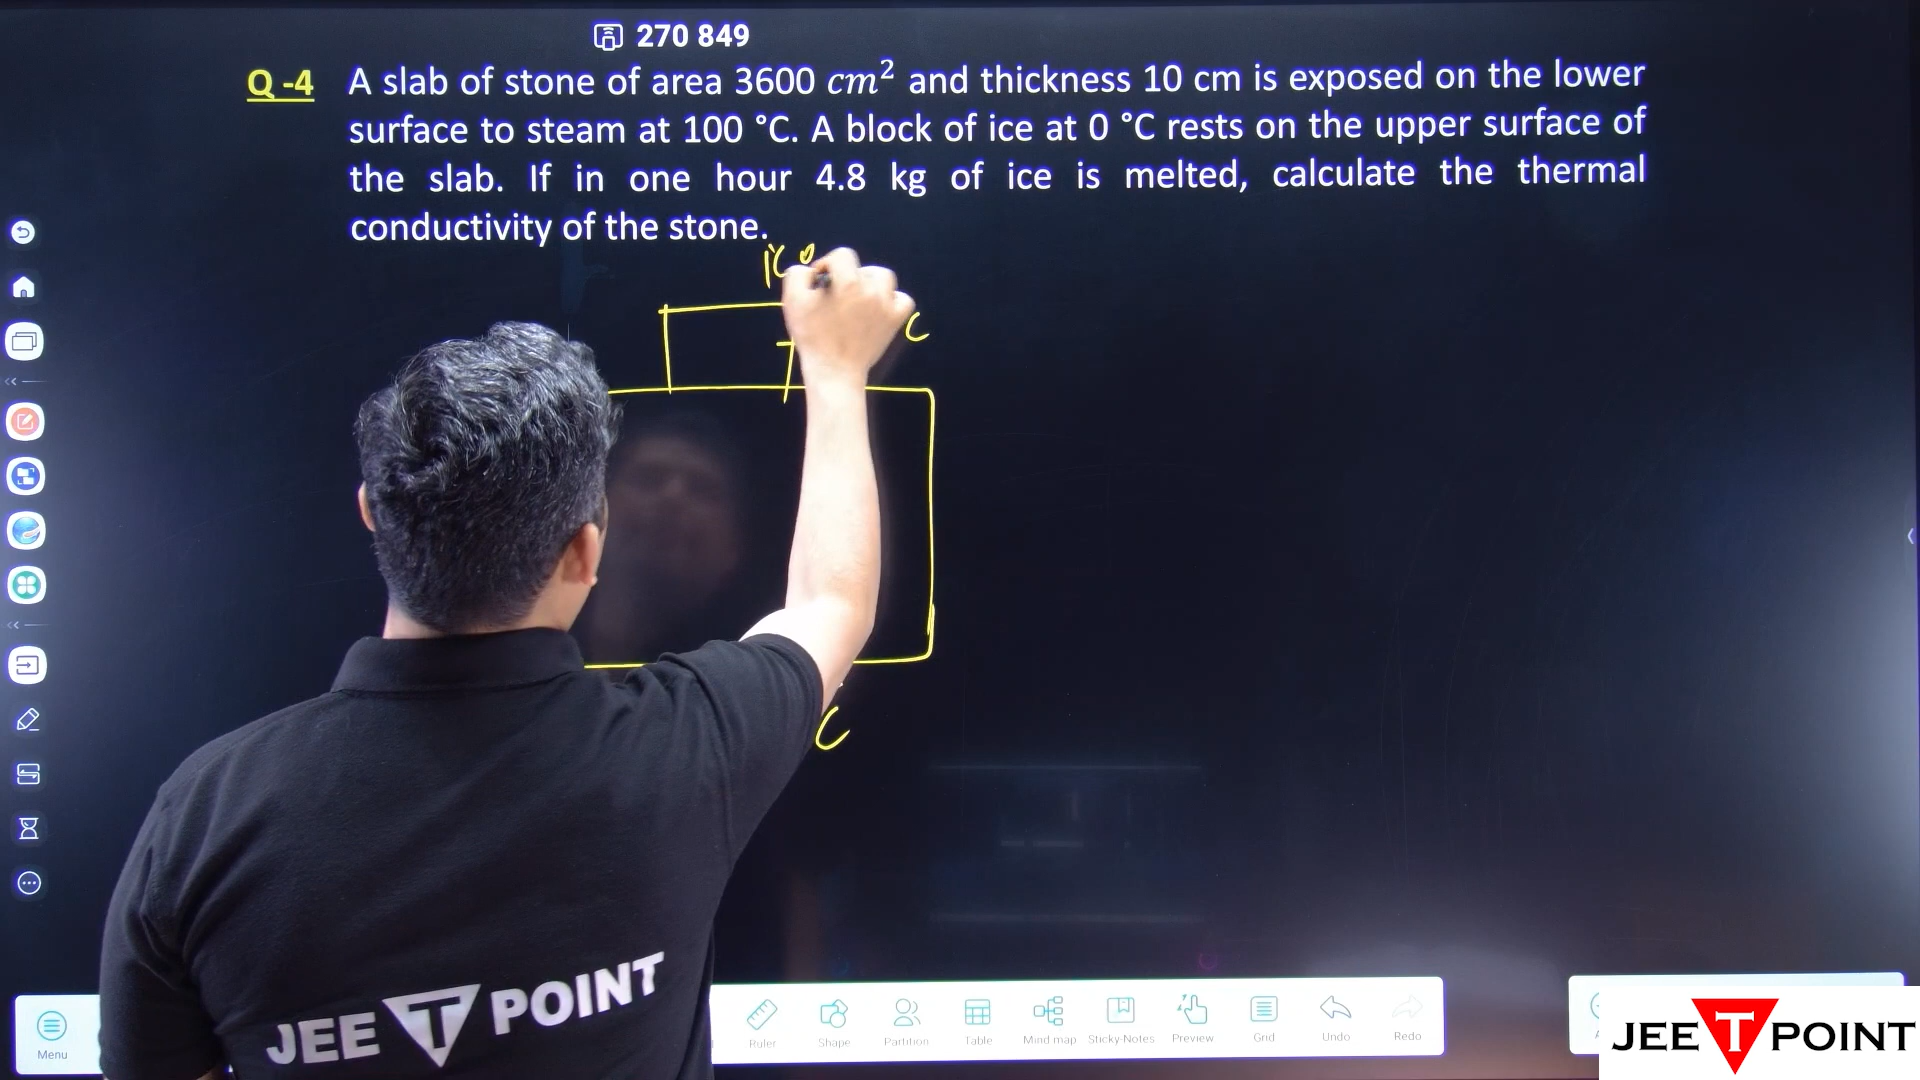 270 849
Q -4 A slab of stone of area 3600 cm² and thickness 10 cm is exposed on the lower
surface to steam at 100 °C. A block of ice at 0 °C rests on the upper surface of
the slab. If in one hour 4.8 kg of ice is melted, calculate the thermal
conductivity of the stone.
C
C
JEE T POINT
Menu
Ruler
Shape
Partition
Table
Mind map
Sticky-Notes
Preview
Grid
Undo
Redo
JEE T POINT